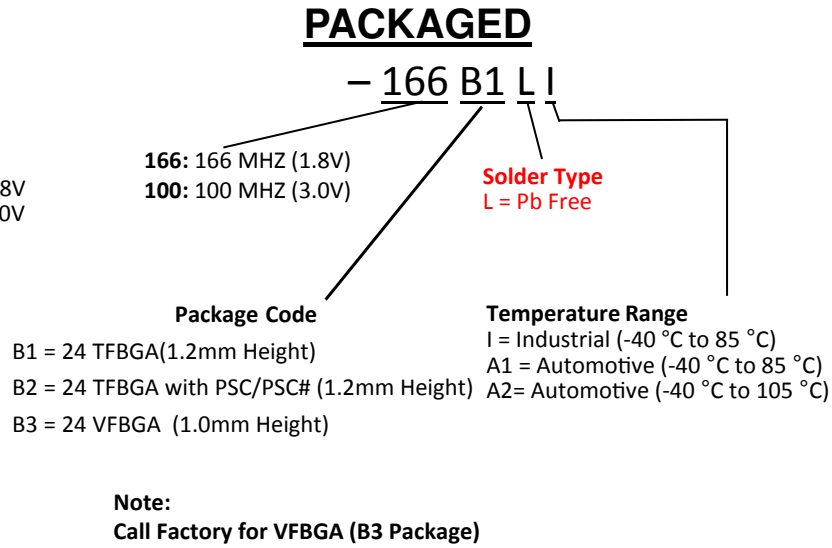 PACKAGED
– 166 B1 L I
166: 166 MHZ (1.8V)
100: 100 MHZ (3.0V)
8V
0V
Solder Type
L = Pb Free
Package Code
B1 = 24 TFBGA(1.2mm Height)
B2 = 24 TFBGA with PSC/PSC# (1.2mm Height)
B3 = 24 VFBGA (1.0mm Height)
Temperature Range
I = Industrial (-40 °C to 85 °C)
A1 = Automotive (-40 °C to 85 °C)
A2= Automotive (-40 °C to 105 °C)
Note:
Call Factory for VFBGA (B3 Package)